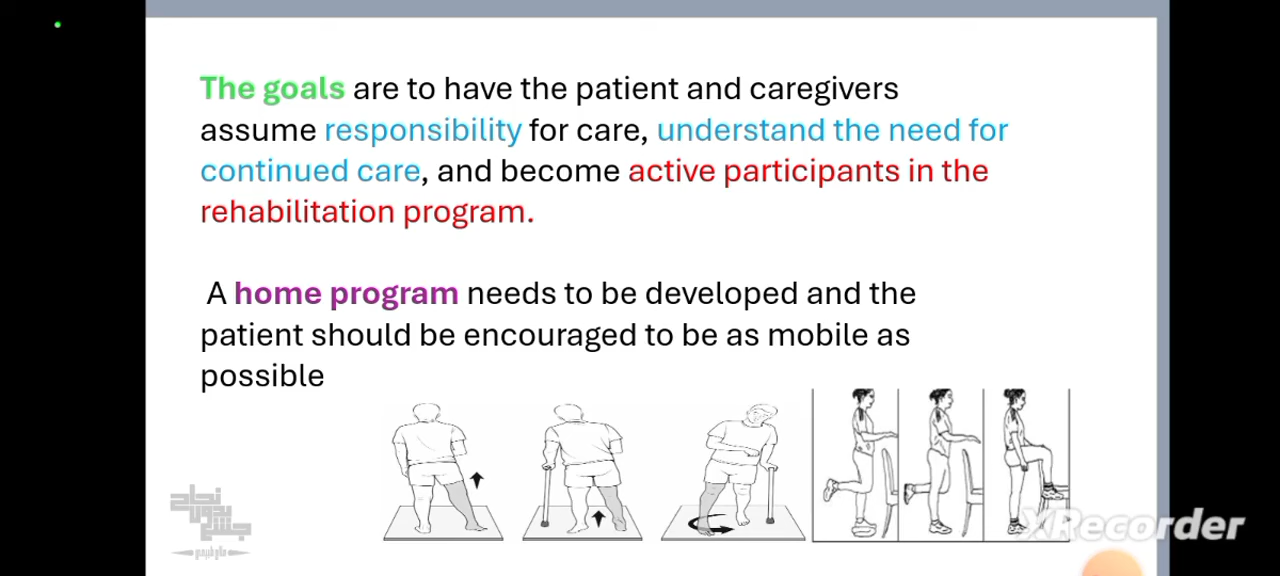 The goals are to have the patient and caregivers
assume responsibility for care, understand the need for
continued care, and become active participants in the
rehabilitation program.
A home program needs to be developed and the
patient should be encouraged to be as mobile as
possible
XRecorder